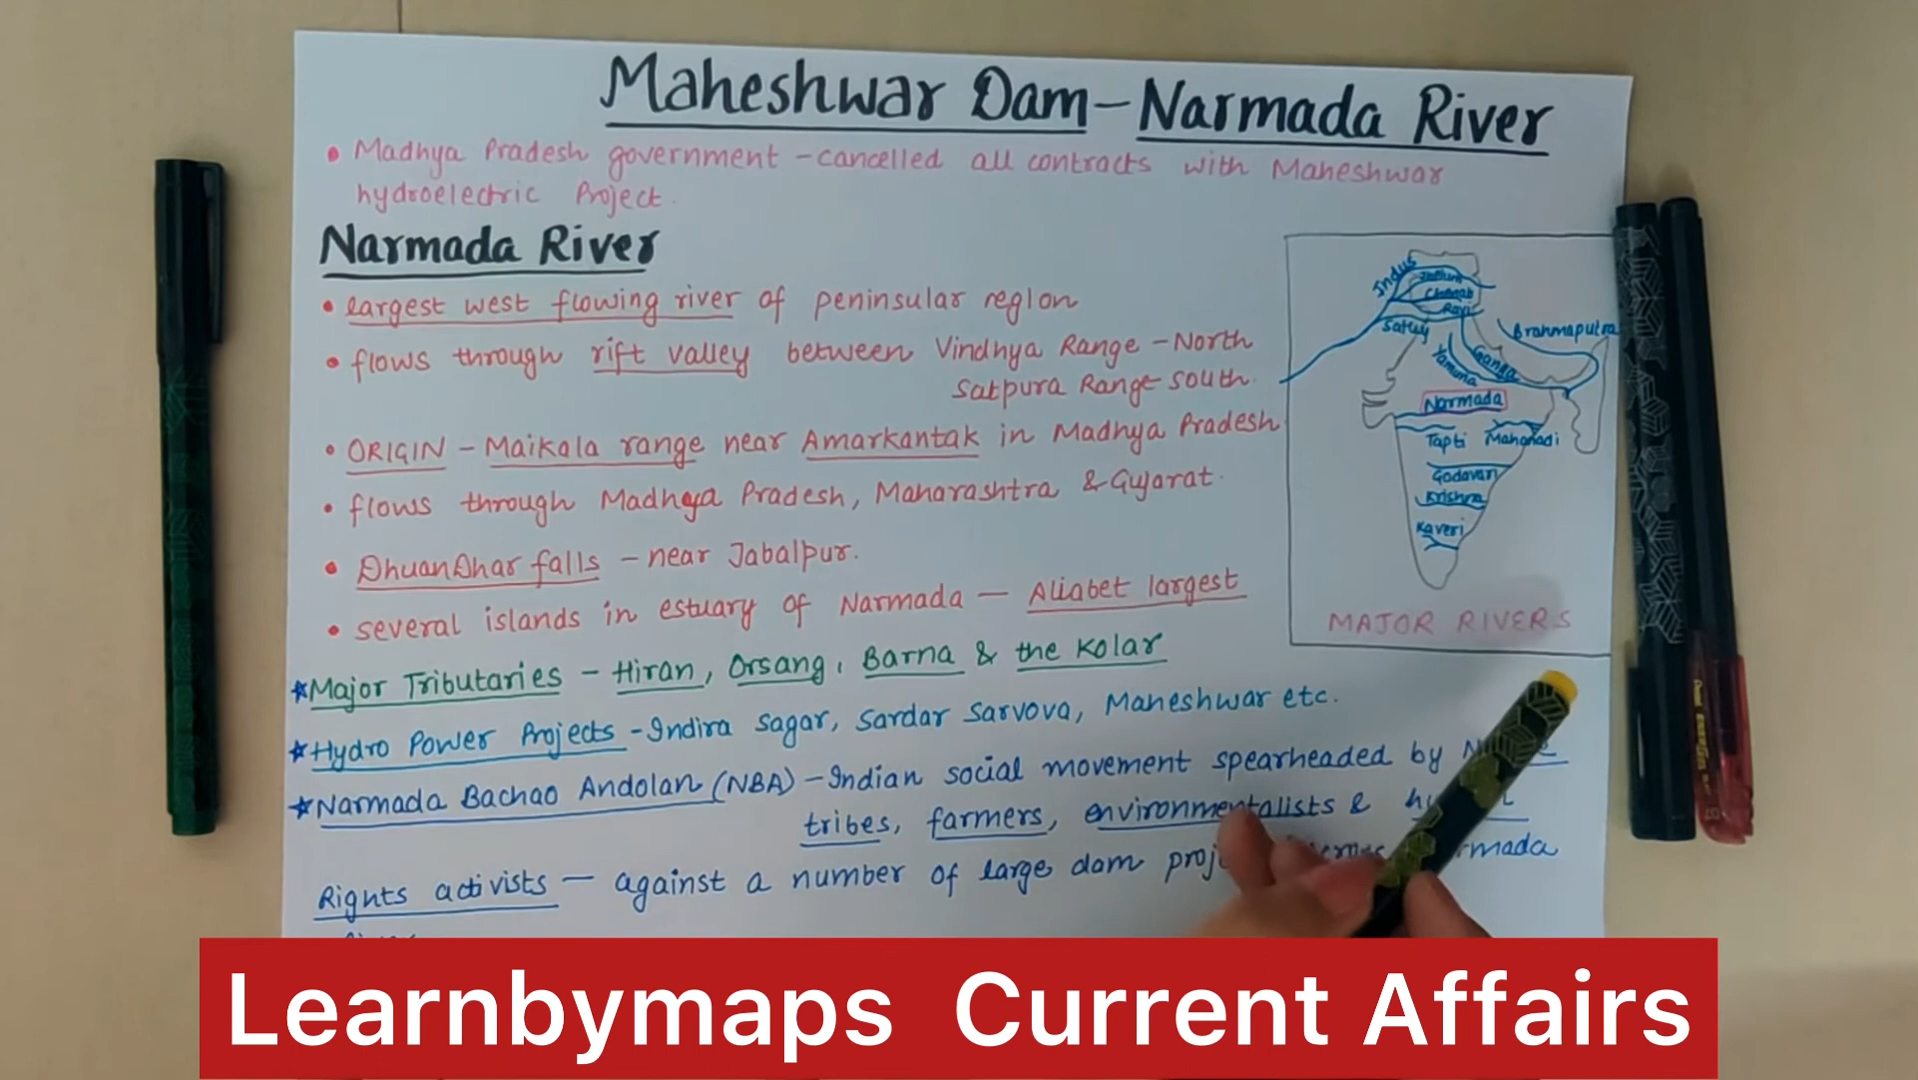 Maheshwar Dam - Narmada River
• Madhya Pradesh government - cancelled all contracts with Maheshwar
hydroelectric Project.
Narmada River
• largest west flowing river of peninsular region
• flows through rift valley between Vindhya Range - North
Satpura Range - South.
• ORIGIN - Maikala range near Amarkantak in Madhya Pradesh
• flows through Madhya Pradesh, Maharashtra & Gujarat.
• DhuanDhar falls - near Jabalpur.
• several islands in estuary of Narmada - Aliabet largest
★Major Tributaries - Hiran, Orsang, Barna & the Kolar
★Hydro Power Projects - Indira Sagar, Sardar Sarvova, Maheshwar etc.
★Narmada Bachao Andolan (NBA) - Indian social movement spearheaded by
tribes, farmers, environmentalists &
Rights activists - against a number of large dam
Indus
Jhelum
Chenab
Ravi
Satluj
Brahmaputra
Yamuna
Ganga
Narmada
Tapti Mahanadi
Godavari
Krishna
Kaveri
MAJOR RIVERS
Learnbymaps Current Affairs